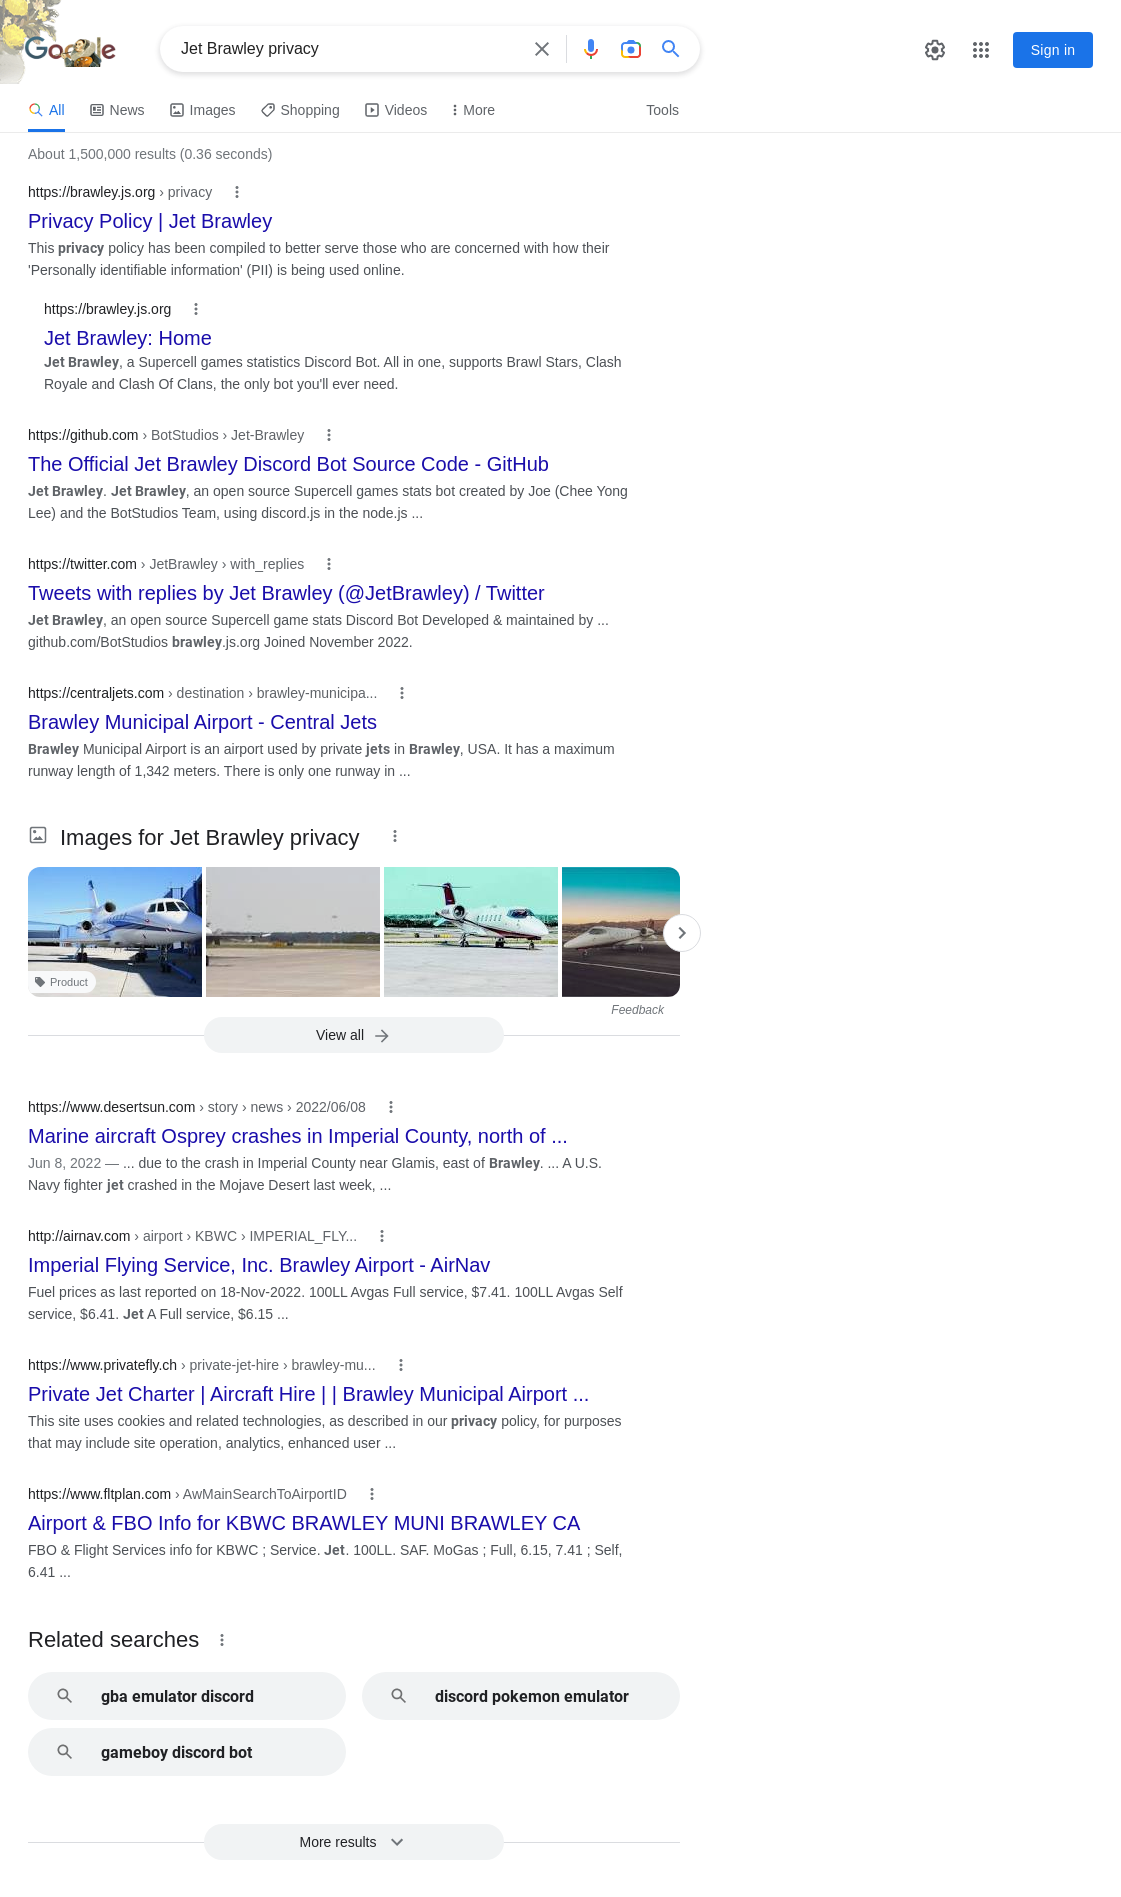 Google
Jet Brawley privacy
Sign in
All
News
Images
Shopping
Videos
More
Tools
About 1,500,000 results (0.36 seconds)
https://brawley.js.org › privacy
Privacy Policy | Jet Brawley
This privacy policy has been compiled to better serve those who are concerned with how their
'Personally identifiable information' (PII) is being used online.
https://brawley.js.org
Jet Brawley: Home
Jet Brawley, a Supercell games statistics Discord Bot. All in one, supports Brawl Stars, Clash
Royale and Clash Of Clans, the only bot you'll ever need.
https://github.com › BotStudios › Jet-Brawley
The Official Jet Brawley Discord Bot Source Code - GitHub
Jet Brawley. Jet Brawley, an open source Supercell games stats bot created by Joe (Chee Yong
Lee) and the BotStudios Team, using discord.js in the node.js ...
https://twitter.com › JetBrawley › with_replies
Tweets with replies by Jet Brawley (@JetBrawley) / Twitter
Jet Brawley, an open source Supercell game stats Discord Bot Developed & maintained by ...
github.com/BotStudios brawley.js.org Joined November 2022.
https://centraljets.com › destination › brawley-municipa...
Brawley Municipal Airport - Central Jets
Brawley Municipal Airport is an airport used by private jets in Brawley, USA. It has a maximum
runway length of 1,342 meters. There is only one runway in ...
Images for Jet Brawley privacy
Product
Feedback
View all
https://www.desertsun.com › story › news › 2022/06/08
Marine aircraft Osprey crashes in Imperial County, north of ...
Jun 8, 2022 — ... due to the crash in Imperial County near Glamis, east of Brawley. ... A U.S.
Navy fighter jet crashed in the Mojave Desert last week, ...
http://airnav.com › airport › KBWC › IMPERIAL_FLY...
Imperial Flying Service, Inc. Brawley Airport - AirNav
Fuel prices as last reported on 18-Nov-2022. 100LL Avgas Full service, $7.41. 100LL Avgas Self
service, $6.41. Jet A Full service, $6.15 ...
https://www.privatefly.ch › private-jet-hire › brawley-mu...
Private Jet Charter | Aircraft Hire | | Brawley Municipal Airport ...
This site uses cookies and related technologies, as described in our privacy policy, for purposes
that may include site operation, analytics, enhanced user ...
https://www.fltplan.com › AwMainSearchToAirportID
Airport & FBO Info for KBWC BRAWLEY MUNI BRAWLEY CA
FBO & Flight Services info for KBWC ; Service. Jet. 100LL. SAF. MoGas ; Full, 6.15, 7.41 ; Self,
6.41 ...
Related searches
gba emulator discord
discord pokemon emulator
gameboy discord bot
More results